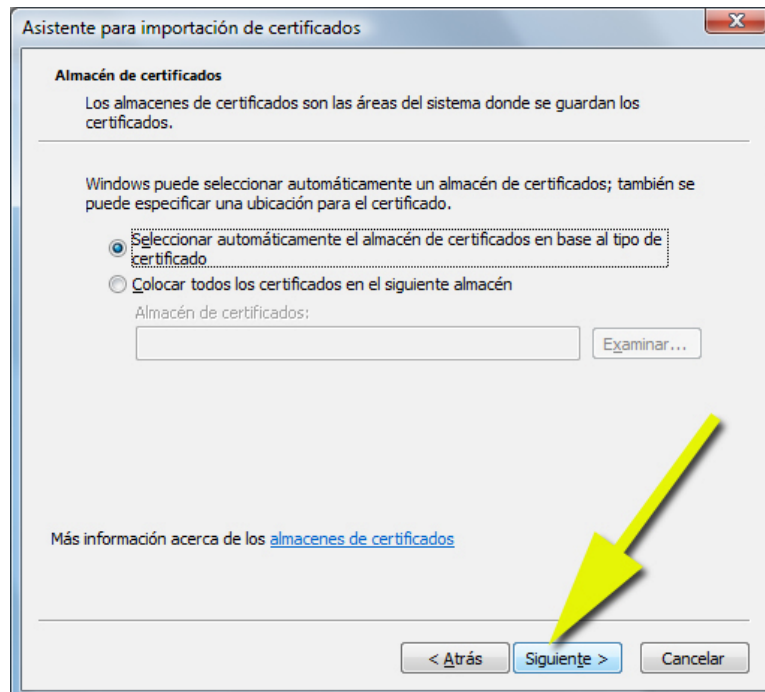 Asistente para importación de certificados
Almacén de certificados
Los almacenes de certificados son las áreas del sistema donde se guardan los
certificados.
Windows puede seleccionar automáticamente un almacén de certificados; también se
puede especificar una ubicación para el certificado.
Seleccionar automáticamente el almacén de certificados en base al tipo de
certificado
Colocar todos los certificados en el siguiente almacén
Almacén de certificados:
Examinar...
Más información acerca de los almacenes de certificados
< Atrás Siguiente > Cancelar